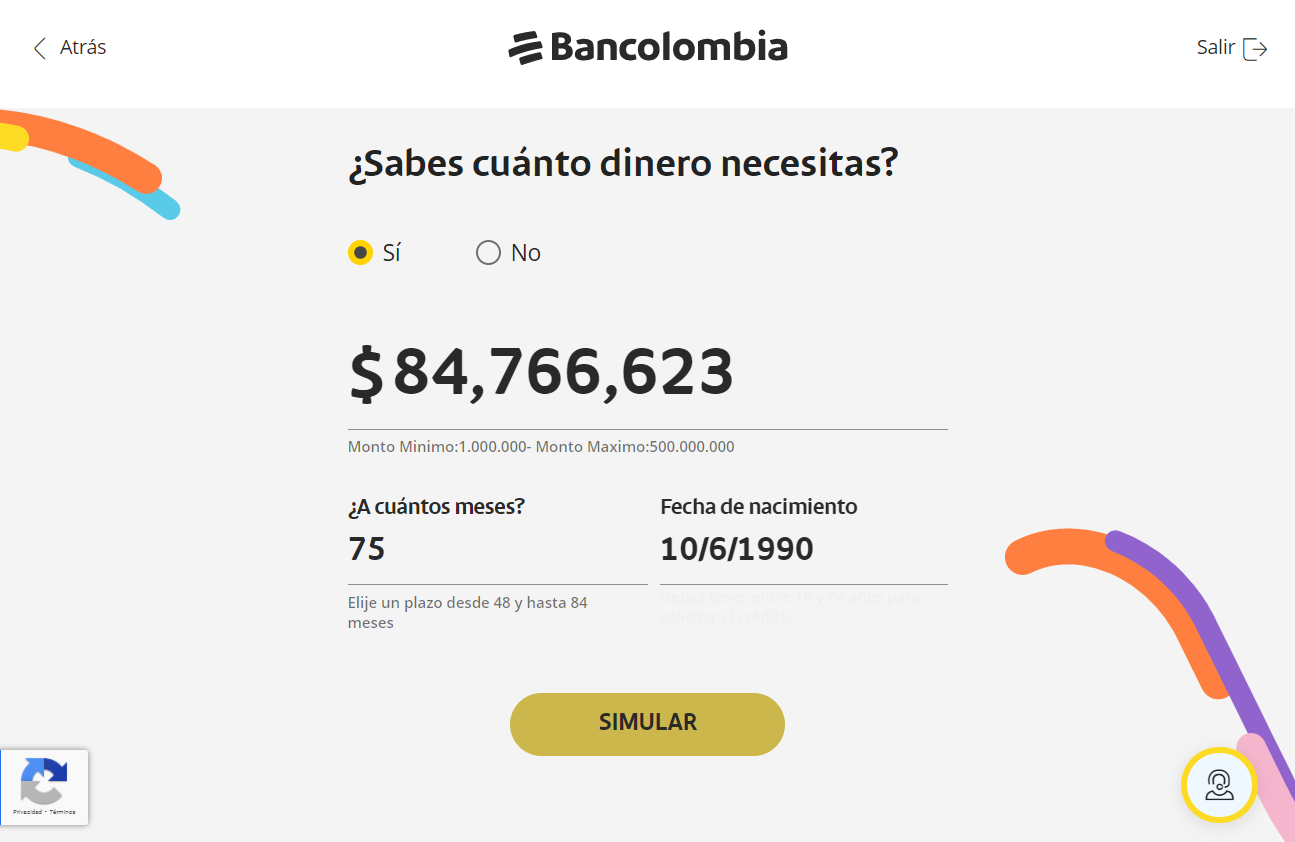 Atrás
Bancolombia
Salir
¿Sabes cuánto dinero necesitas?
Sí
No
$ 84,766,623
Monto Minimo:1.000.000- Monto Maximo:500.000.000
¿A cuántos meses?
Fecha de nacimiento
75
10/6/1990
Elije un plazo desde 48 y hasta 84
meses
Debes tener entre 18 y 84 años para
solicitar el crédito.
SIMULAR
Privacidad - Términos